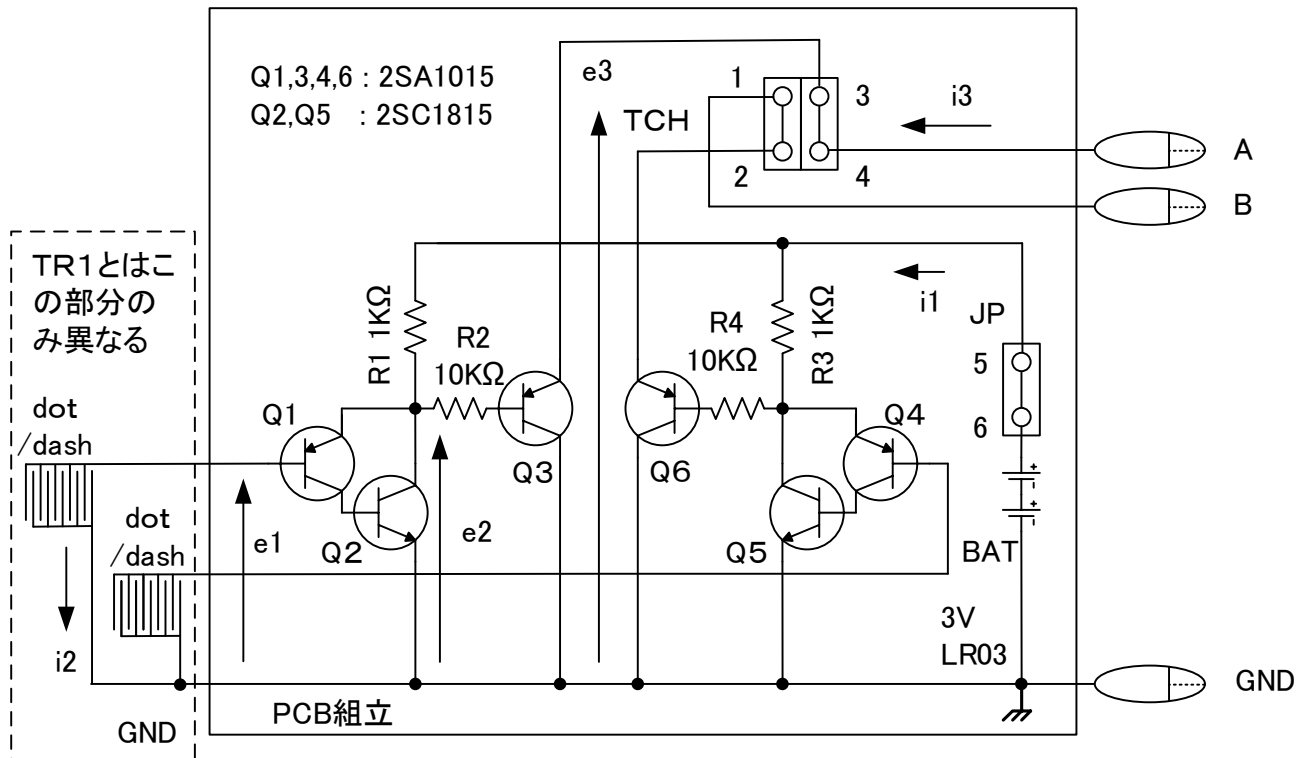 Q1,3,4,6 : 2SA1015
Q2,Q5 : 2SC1815
e3
TCH
1
3
2
4
i3
A
B
TR1とはこ
の部分の
み異なる
dot
/dash
dot
/dash
i2
GND
R1 1KΩ
R2
10KΩ
R4
10KΩ
R3 1KΩ
i1
JP
5
6
Q1
Q2
Q3
Q6
Q4
Q5
e1
e2
BAT
3V
LR03
+
-
+
-
GND
PCB組立